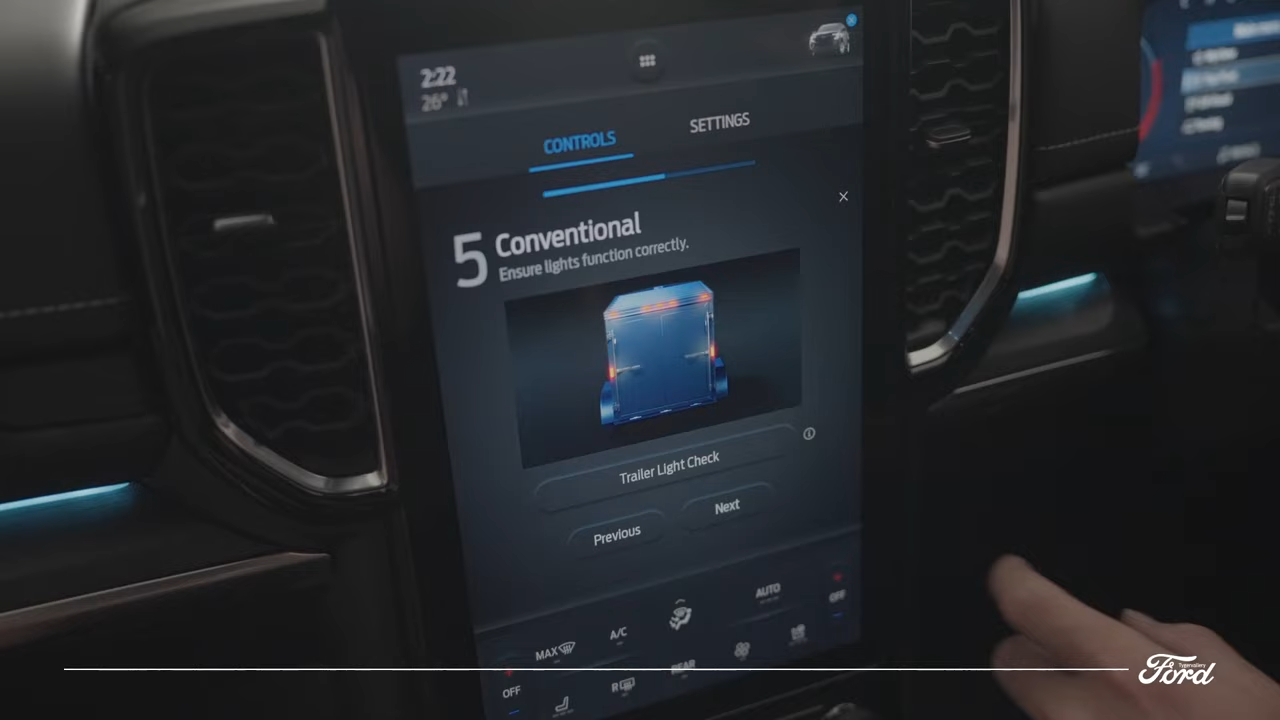 2:22
26°
CONTROLS
SETTINGS
5 Conventional
Ensure lights function correctly.
Trailer Light Check
Next
Previous
AUTO
OFF
A/C
MAX
REAR
R
OFF
Ford